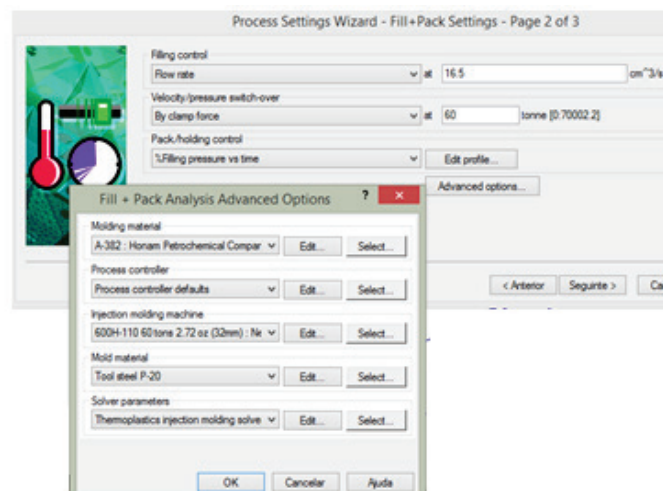 Process Settings Wizard - Fill+Pack Settings - Page 2 of 3
Filling control
Flow rate
at
16.5
cm^3/s
Velocity/pressure switch-over
By clamp force
at
60
tonne [0:70002.2]
Pack/holding control
%Filling pressure vs time
Edit profile...
Advanced options...
< Anterior
Seguinte >
Ca
Fill + Pack Analysis Advanced Options
?
×
Molding material
A-382 : Honam Petrochemical Compar
Edit...
Select...
Process controller
Process controller defaults
Edit...
Select...
Injection molding machine
600H-110 60 tons 2.72 oz (32mm) : Ne
Edit...
Select...
Mold material
Tool steel P-20
Edit...
Select...
Solver parameters
Thermoplastics injection molding solve
Edit...
Select...
OK
Cancelar
Ajuda